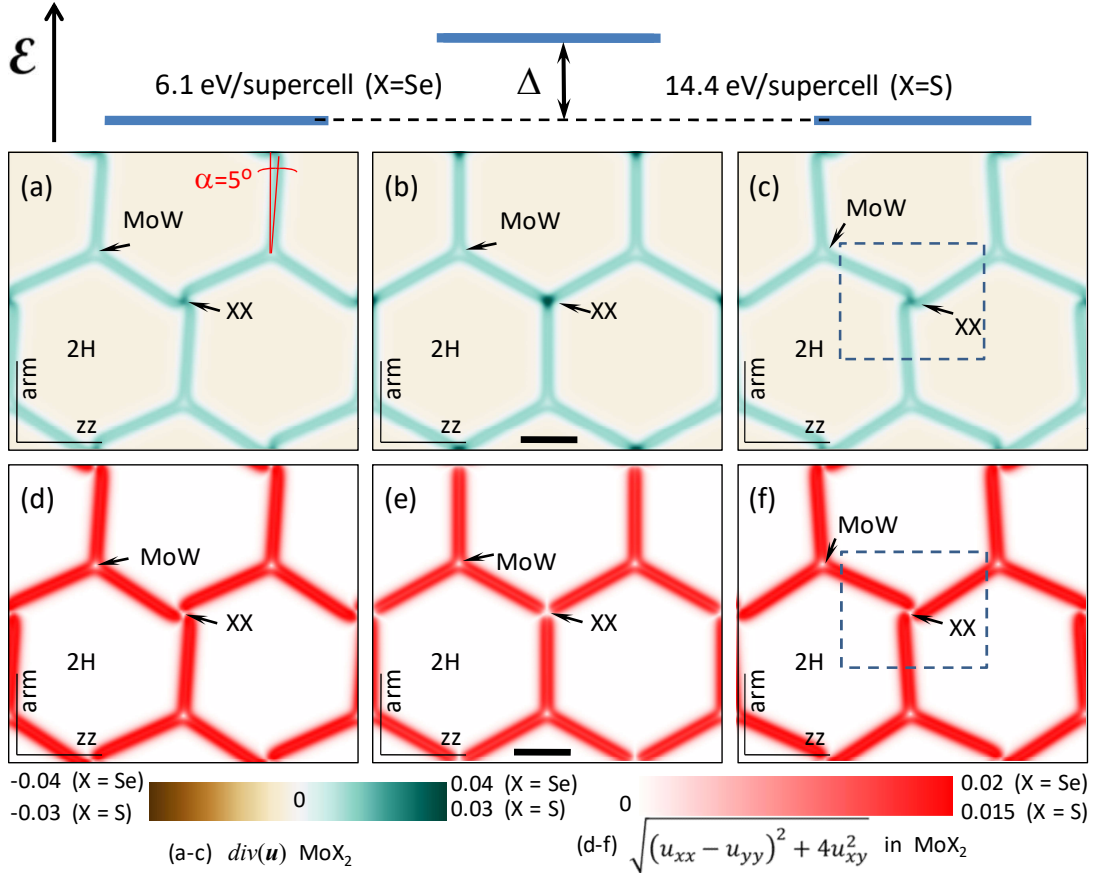 ℰ
6.1 eV/supercell (X=Se)
Δ
14.4 eV/supercell (X=S)
(a)
α=5°
MoW
XX
2H
arm
zz
(b)
MoW
XX
2H
arm
zz
(c)
MoW
XX
2H
arm
zz
(d)
MoW
XX
2H
arm
zz
(e)
MoW
XX
2H
arm
zz
(f)
MoW
XX
2H
arm
zz
-0.04 (X = Se)
-0.03 (X = S)
0
0.04 (X = Se)
0.03 (X = S)
(a-c) div(u) MoX₂
0
0.02 (X = Se)
0.015 (X = S)
(d-f) √((u_xx − u_yy)² + 4u²_xy) in MoX₂